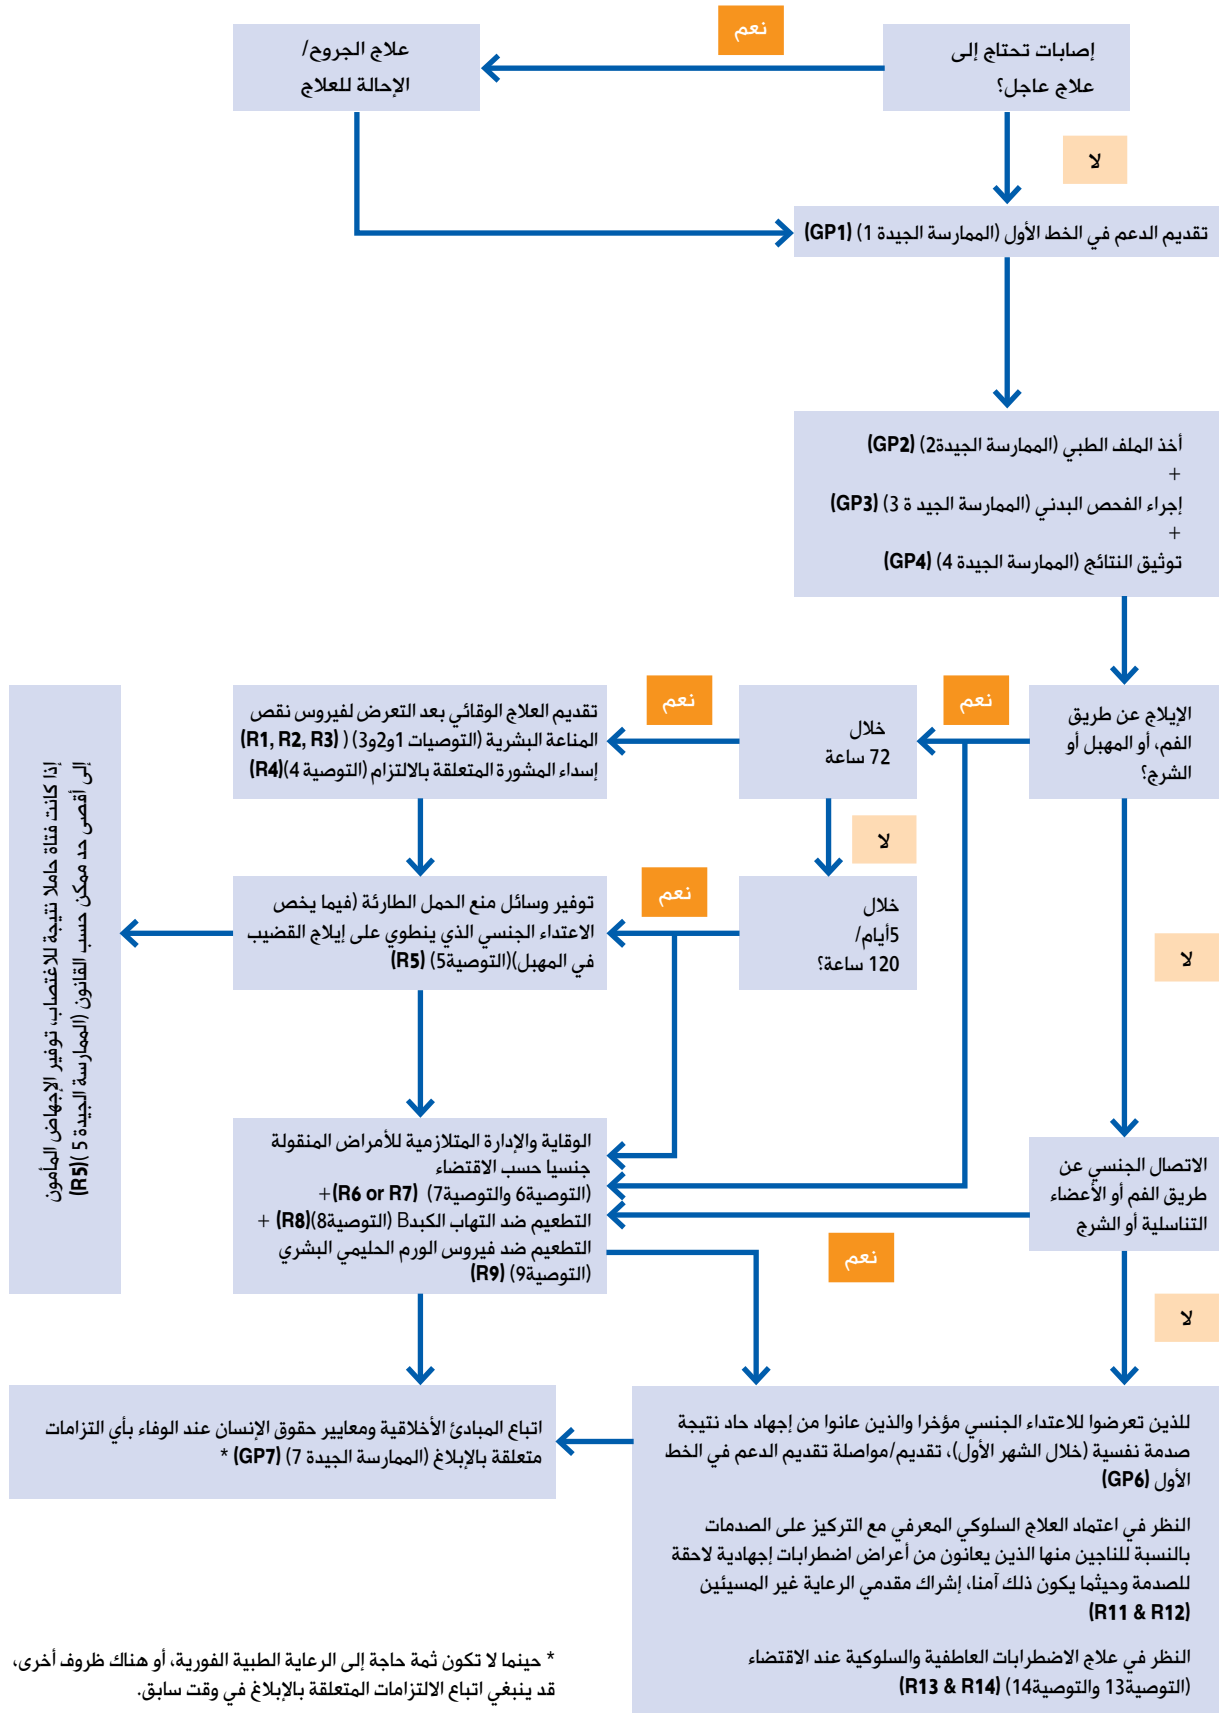 إصابات تحتاج إلى
علاج عاجل؟
نعم
علاج الجروح/
الإحالة للعلاج
لا
تقديم الدعم في الخط الأول (الممارسة الجيدة 1) (GP1)
أخذ الملف الطبي (الممارسة الجيدة2) (GP2)
+
إجراء الفحص البدني (الممارسة الجيد ة 3) (GP3)
+
توثيق النتائج (الممارسة الجيدة 4) (GP4)
الإيلاج عن طريق
الفم، أو المهبل أو
الشرج؟
نعم
خلال
72 ساعة
نعم
تقديم العلاج الوقائي بعد التعرض لفيروس نقص
المناعة البشرية (التوصيات 1و2و3) ( (R1, R2, R3)
إسداء المشورة المتعلقة بالالتزام (التوصية 4)(R4)
لا
خلال
5أيام/
120 ساعة؟
نعم
توفير وسائل منع الحمل الطارئة (فيما يخص
الاعتداء الجنسي الذي ينطوي على إيلاج القضيب
في المهبل)(التوصية5) (R5)
إذا كانت فتاة حاملا نتيجة للاغتصاب، توفير الإجهاض المأمون
إلى أقصى حد ممكن حسب القانون (الممارسة الجيدة 5 )(R5)
لا
الاتصال الجنسي عن
طريق الفم أو الأعضاء
التناسلية أو الشرج
نعم
الوقاية والإدارة المتلازمية للأمراض المنقولة
جنسيا حسب الاقتضاء
(التوصية6 والتوصية7) (R6 or R7)+
التطعيم ضد التهاب الكبدB (التوصية8)(R8) +
التطعيم ضد فيروس الورم الحليمي البشري
(التوصية9) (R9)
لا
للذين تعرضوا للاعتداء الجنسي مؤخرا والذين عانوا من إجهاد حاد نتيجة
صدمة نفسية (خلال الشهر الأول)، تقديم/مواصلة تقديم الدعم في الخط
الأول (GP6)
النظر في اعتماد العلاج السلوكي المعرفي مع التركيز على الصدمات
بالنسبة للناجين منها الذين يعانون من أعراض اضطرابات إجهادية لاحقة
للصدمة وحيثما يكون ذلك آمنا، إشراك مقدمي الرعاية غير المسيئين
(R11 & R12)
النظر في علاج الاضطرابات العاطفية والسلوكية عند الاقتضاء
(التوصية13 والتوصية14) (R13 & R14)
اتباع المبادئ الأخلاقية ومعايير حقوق الإنسان عند الوفاء بأي التزامات
متعلقة بالإبلاغ (الممارسة الجيدة 7) (GP7) *
* حينما لا تكون ثمة حاجة إلى الرعاية الطبية الفورية، أو هناك ظروف أخرى،
قد ينبغي اتباع الالتزامات المتعلقة بالإبلاغ في وقت سابق.